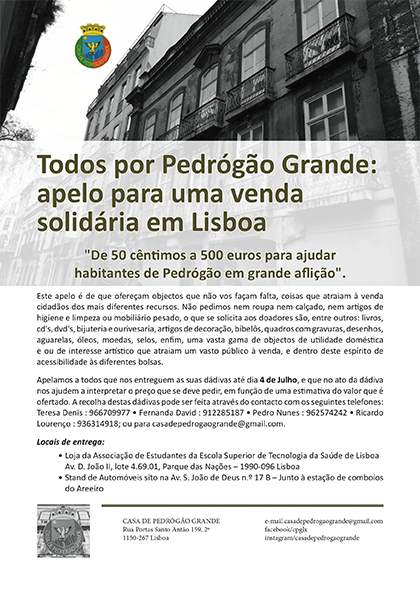 Todos por Pedrógão Grande:
apelo para uma venda
solidária em Lisboa
"De 50 cêntimos a 500 euros para ajudar
habitantes de Pedrógão em grande aflição".
Este apelo é de que ofereçam objectos que não vos façam falta, coisas que atraiam à venda
cidadãos dos mais diferentes recursos. Não pedimos nem roupa nem calçado, nem artigos de
higiene e limpeza ou mobiliário pesado, o que se solicita aos doadores são, entre outros: livros,
cd's, dvd's, bijuteria e ourivesaria, artigos de decoração, bibelôs, quadros com gravuras, desenhos,
aguarelas, óleos, moedas, selos, enfim, uma vasta gama de objectos de utilidade doméstica
e ou de interesse artístico que atraiam um vasto público à venda, e dentro deste espírito de
acessibilidade às diferentes bolsas.
Apelamos a todos que nos entreguem as suas dádivas até dia 4 de Julho, e que no ato da dádiva
nos ajudem a interpretar o preço que se deve pedir, em função de uma estimativa do valor que é
ofertado. A recolha destas dádivas pode ser feita através do contacto com os seguintes telefones:
Teresa Denis : 966709977 • Fernanda David : 912285187 • Pedro Nunes : 962574242 • Ricardo
Lourenço : 936314918; ou para casadepedrogaogrande@gmail.com.
Locais de entrega:
• Loja da Associação de Estudantes da Escola Superior de Tecnologia da Saúde de Lisboa
Av. D. João II, lote 4.69.01, Parque das Nações – 1990-096 Lisboa
• Stand de Automóveis sito na Av. S. João de Deus n.º 17 B – Junto à estação de comboios
do Areeiro
CASA DE PEDRÓGÃO GRANDE
Rua Portas Santo Antão 159, 2º
1150-267 Lisboa
e-mail casadepedrogaogrande@gmail.com
facebook/cpglx
instagram/casadepedrogaogrande